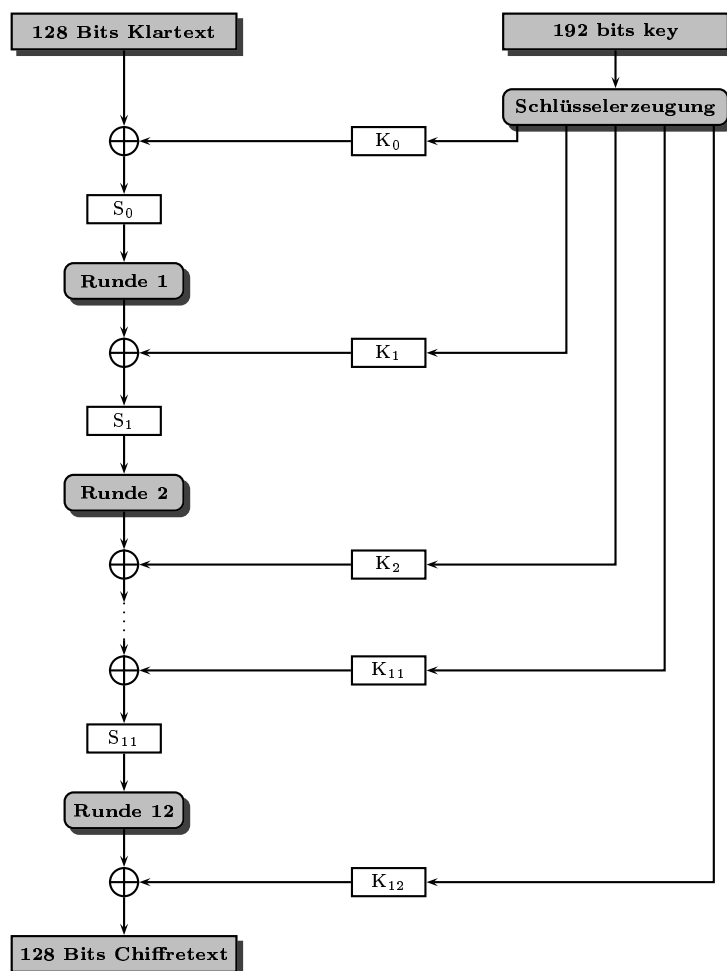 128 Bits Klartext
192 bits key
Schlüsselerzeugung
K₀
S₀
Runde 1
K₁
S₁
Runde 2
K₂
K₁₁
S₁₁
Runde 12
K₁₂
128 Bits Chiffretext